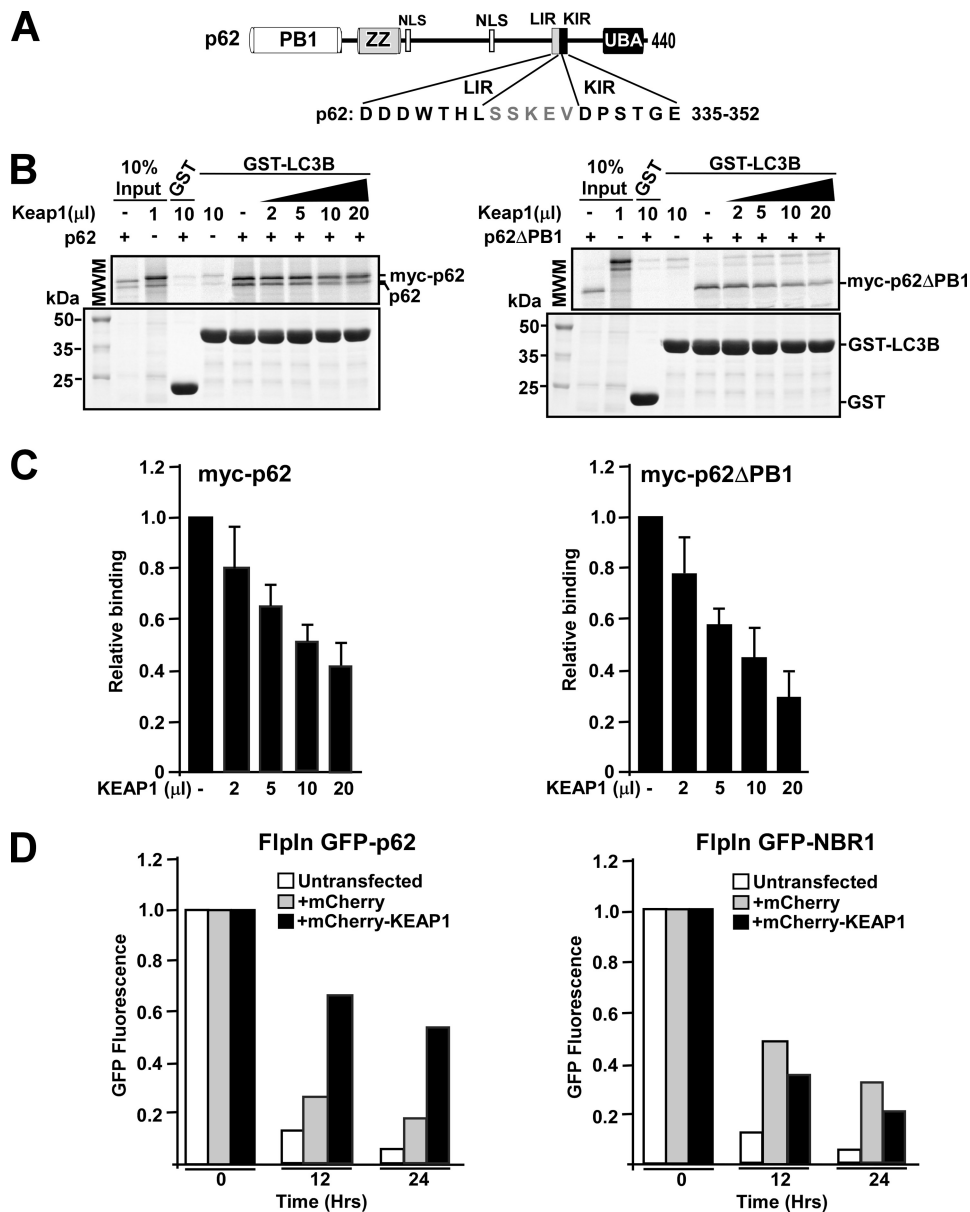 A
p62
PB1
ZZ
NLS
NLS
LIR KIR
UBA
440
LIR
KIR
p62: D D D W T H L S S K E V D P S T G E 335-352
B
10% Input
GST
GST-LC3B
Keap1(µl) - 1 10 10 - 2 5 10 20
p62 + - + - + + + + +
MWM
kDa
myc-p62
p62
50-
35-
25-
10% Input
GST
GST-LC3B
Keap1(µl) - 1 10 10 - 2 5 10 20
p62ΔPB1 + - + - + + + + +
MWM
kDa
myc-p62ΔPB1
50-
35-
25-
GST-LC3B
GST
C
myc-p62
Relative binding
1.2
1.0
0.8
0.6
0.4
0.2
0
KEAP1 (µl) - 2 5 10 20
myc-p62ΔPB1
Relative binding
1.2
1.0
0.8
0.6
0.4
0.2
0
KEAP1 (µl) - 2 5 10 20
D
FlpIn GFP-p62
Untransfected
+mCherry
+mCherry-KEAP1
GFP Fluorescence
1.2
1.0
0.8
0.6
0.4
0.2
0 12 24
Time (Hrs)
FlpIn GFP-NBR1
Untransfected
+mCherry
+mCherry-KEAP1
GFP Fluorescence
1.2
1.0
0.8
0.6
0.4
0.2
0 12 24
Time (Hrs)